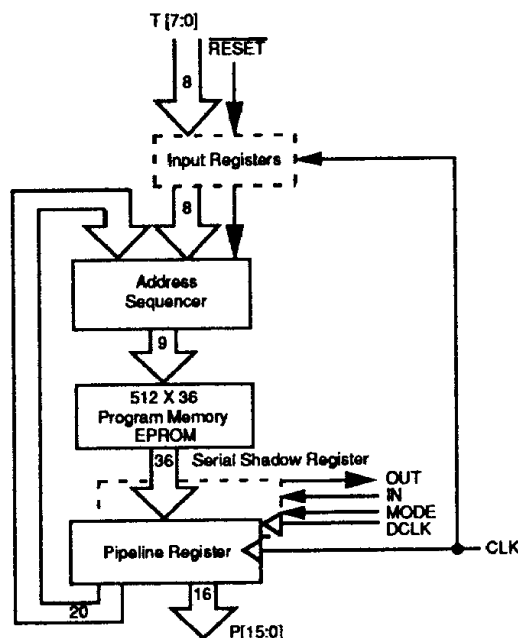 T [7:0]
RESET
8
Input Registers
8
Address
Sequencer
9
512 X 36
Program Memory
EPROM
36
Serial Shadow Register
OUT
IN
MODE
DCLK
Pipeline Register
CLK
20
16
P[15:0]